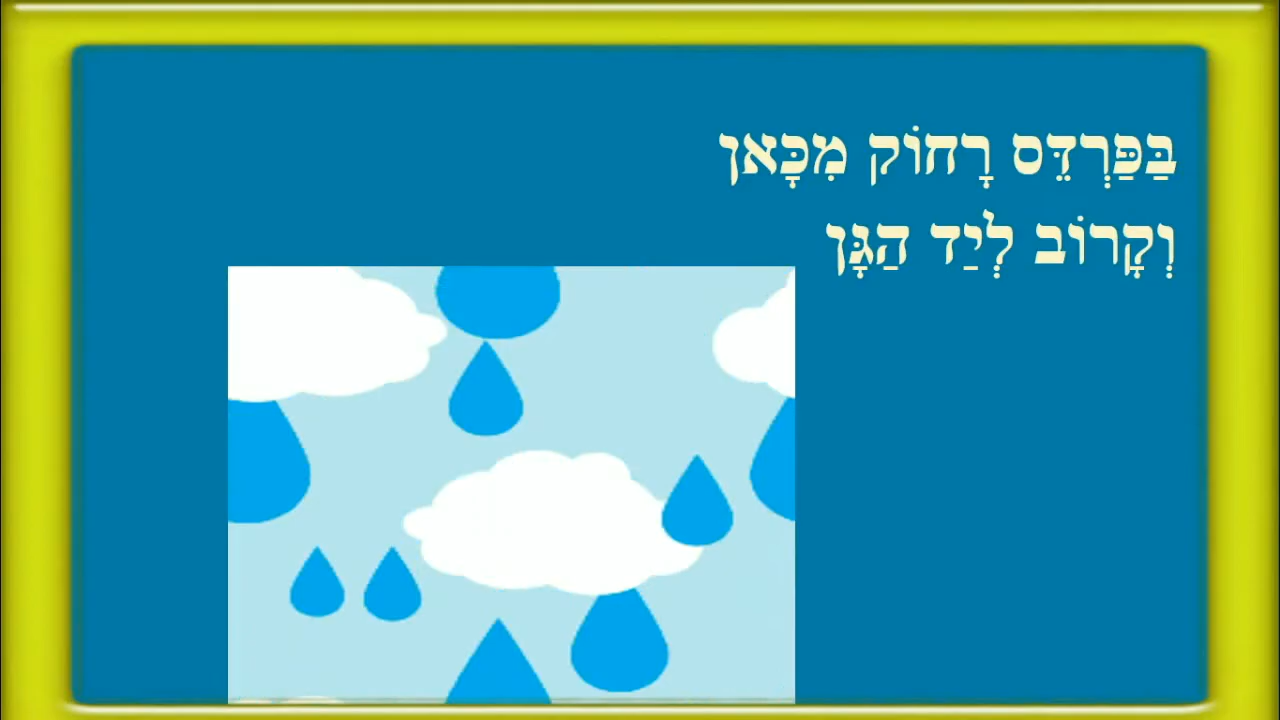 בַּפַּרְדֵּס רָחוֹק מִכָּאן
וְקָרוֹב לְיַד הַגָּן